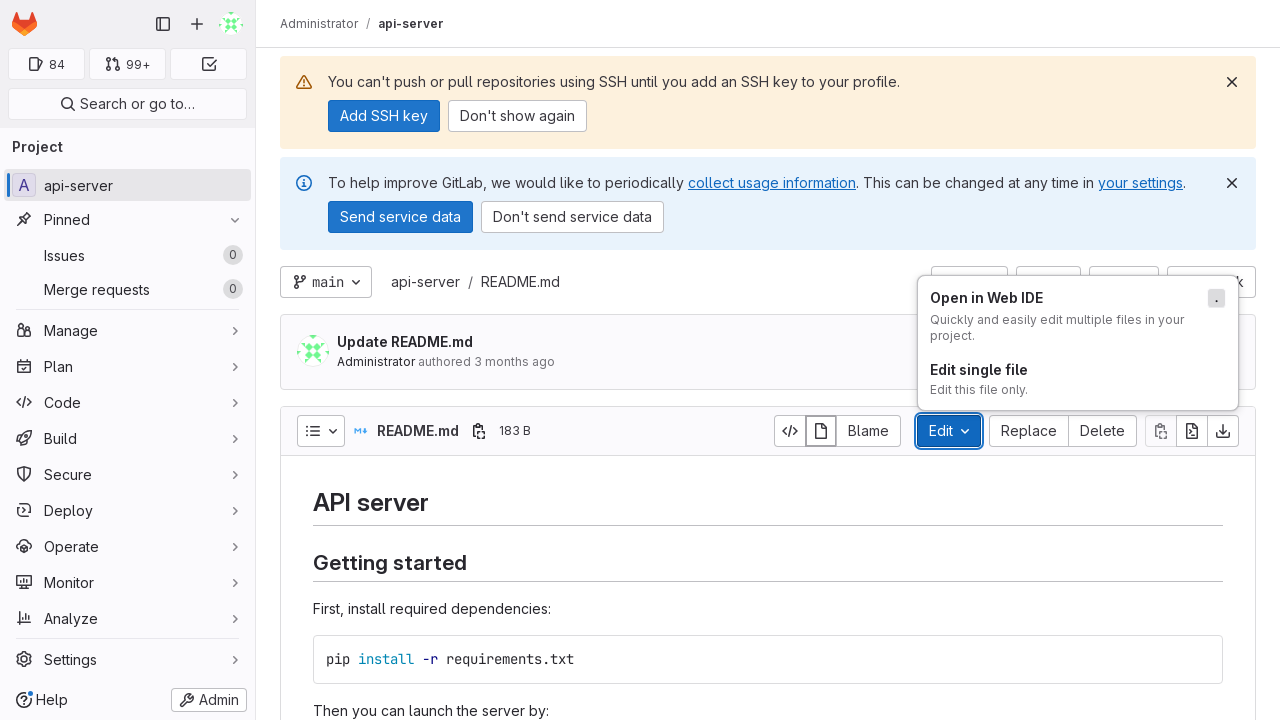 Administrator / api-server
84
99+
Search or go to…
Project
A api-server
Pinned
Issues 0
Merge requests 0
Manage
Plan
Code
Build
Secure
Deploy
Operate
Monitor
Analyze
Settings
Help
Admin
You can't push or pull repositories using SSH until you add an SSH key to your profile.
Add SSH key
Don't show again
To help improve GitLab, we would like to periodically collect usage information. This can be changed at any time in your settings.
Send service data
Don't send service data
main
api-server / README.md
Open in Web IDE .
Quickly and easily edit multiple files in your
project.
Edit single file
Edit this file only.
Update README.md
Administrator authored 3 months ago
README.md 183 B
Blame
Edit
Replace
Delete
API server
Getting started
First, install required dependencies:
pip install -r requirements.txt
Then you can launch the server by: